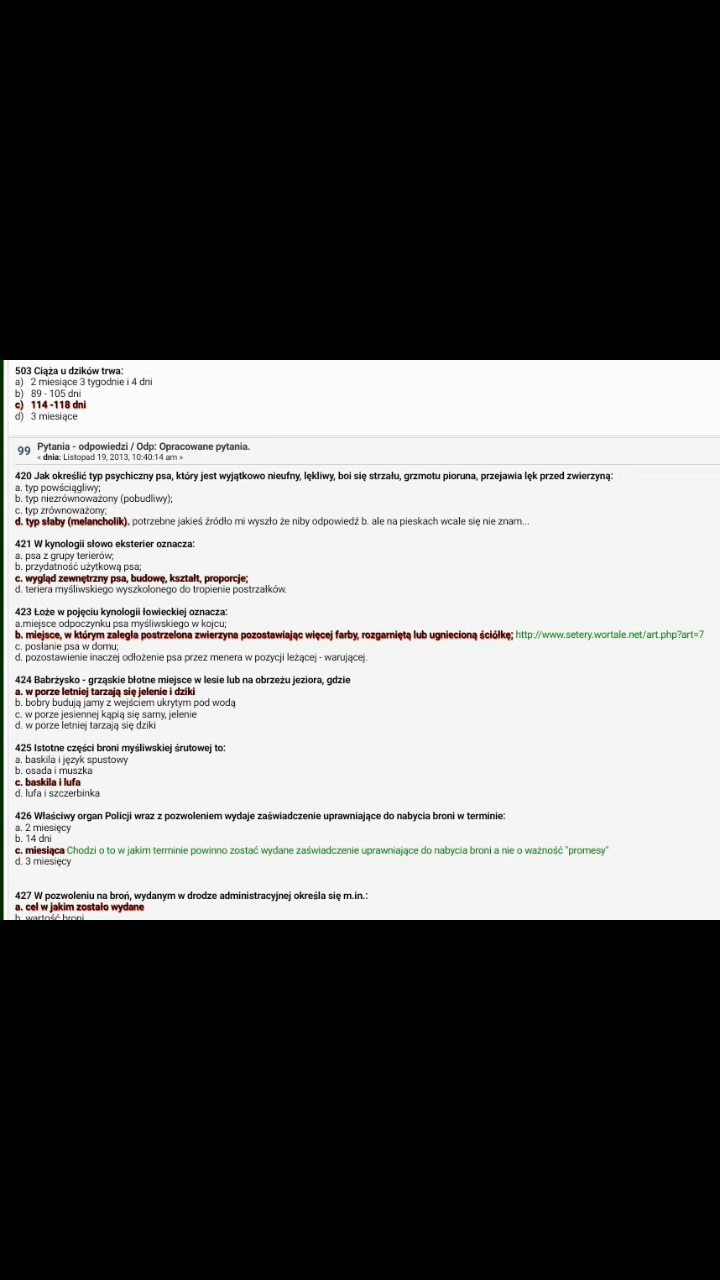 503 Ciąża u dzików trwa:
a) 2 miesiące 3 tygodnie i 4 dni
b) 89 - 105 dni
c) 114 -118 dni
d) 3 miesiące
99 Pytania - odpowiedzi / Odp: Opracowane pytania.
« dnia: Listopad 19, 2013, 10:40:14 am »
420 Jak określić typ psychiczny psa, który jest wyjątkowo nieufny, lękliwy, boi się strzału, grzmotu pioruna, przejawia lęk przed zwierzyną:
a. typ powściągliwy;
b. typ niezrównoważony (pobudliwy);
c. typ zrównoważony;
d. typ słaby (melancholik). potrzebne jakieś źródło mi wyszło że niby odpowiedź b. ale na pieskach wcale się nie znam...
421 W kynologii słowo eksterier oznacza:
a. psa z grupy terierów;
b. przydatność użytkową psa;
c. wygląd zewnętrzny psa, budowę, kształt, proporcje;
d. teriera myśliwskiego wyszkolonego do tropienie postrzałków.
423 Łoże w pojęciu kynologii łowieckiej oznacza:
a.miejsce odpoczynku psa myśliwskiego w kojcu;
b. miejsce, w którym zaległa postrzelona zwierzyna pozostawiając więcej farby, rozgarniętą lub ugniecioną ściółkę; http://www.setery.wortale.net/art.php?art=7
c. posłanie psa w domu;
d. pozostawienie inaczej odłożenie psa przez menera w pozycji leżącej - warującej.
424 Babrżysko - grząskie błotne miejsce w lesie lub na obrzeżu jeziora, gdzie
a. w porze letniej tarzają się jelenie i dziki
b. bobry budują jamy z wejściem ukrytym pod wodą
c. w porze jesiennej kąpią się sarny, jelenie
d. w porze letniej tarzają się dziki
425 Istotne części broni myśliwskiej śrutowej to:
a. baskila i język spustowy
b. osada i muszka
c. baskila i lufa
d. lufa i szczerbinka
426 Właściwy organ Policji wraz z pozwoleniem wydaje zaświadczenie uprawniające do nabycia broni w terminie:
a. 2 miesięcy
b. 14 dni
c. miesiąca Chodzi o to w jakim terminie powinno zostać wydane zaświadczenie uprawniające do nabycia broni a nie o ważność "promesy"
d. 3 miesięcy
427 W pozwoleniu na broń, wydanym w drodze administracyjnej określa się m.in.:
a. cel w jakim zostało wydane
b. wartość broni